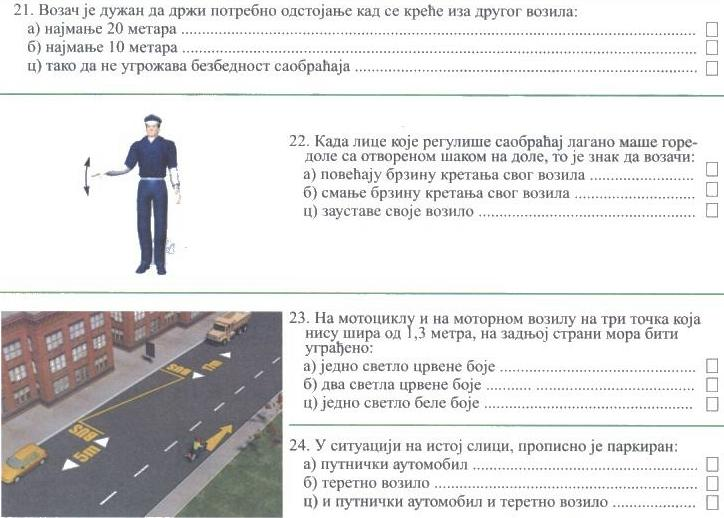 21. Возач је дужан да држи потребно одстојање кад се креће иза другог возила:
а) најмање 20 метара
б) најмање 10 метара
ц) тако да не угрожава безбедност саобраћаја
22. Када лице које регулише саобраћај лагано маше горе-
доле са отвореном шаком на доле, то је знак да возачи:
а) повећају брзину кретања свог возила
б) смање брзину кретања свог возила
ц) зауставе своје возило
23. На мотоциклу и на моторном возилу на три точка која
нису шира од 1,3 метра, на задњој страни мора бити
уграђено:
а) једно светло црвене боје
б) два светла црвене боје
ц) једно светло беле боје
24. У ситуацији на истој слици, прописно је паркиран:
а) путнички аутомобил
б) теретно возило
ц) и путнички аутомобил и теретно возило
BUS
BUS
5m